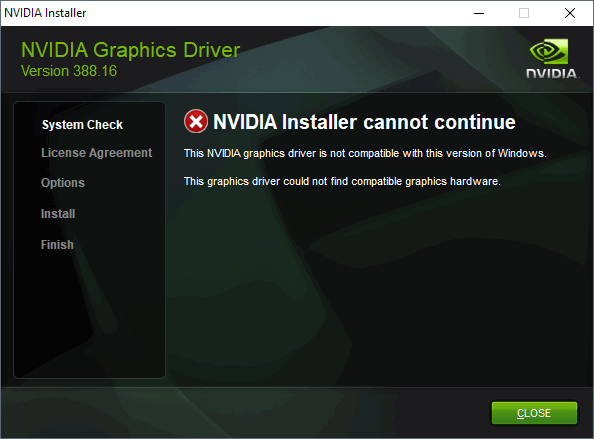 NVIDIA Installer
NVIDIA Graphics Driver
Version 388.16
NVIDIA.
System Check
License Agreement
Options
Install
Finish
NVIDIA Installer cannot continue
This NVIDIA graphics driver is not compatible with this version of Windows.
This graphics driver could not find compatible graphics hardware.
CLOSE